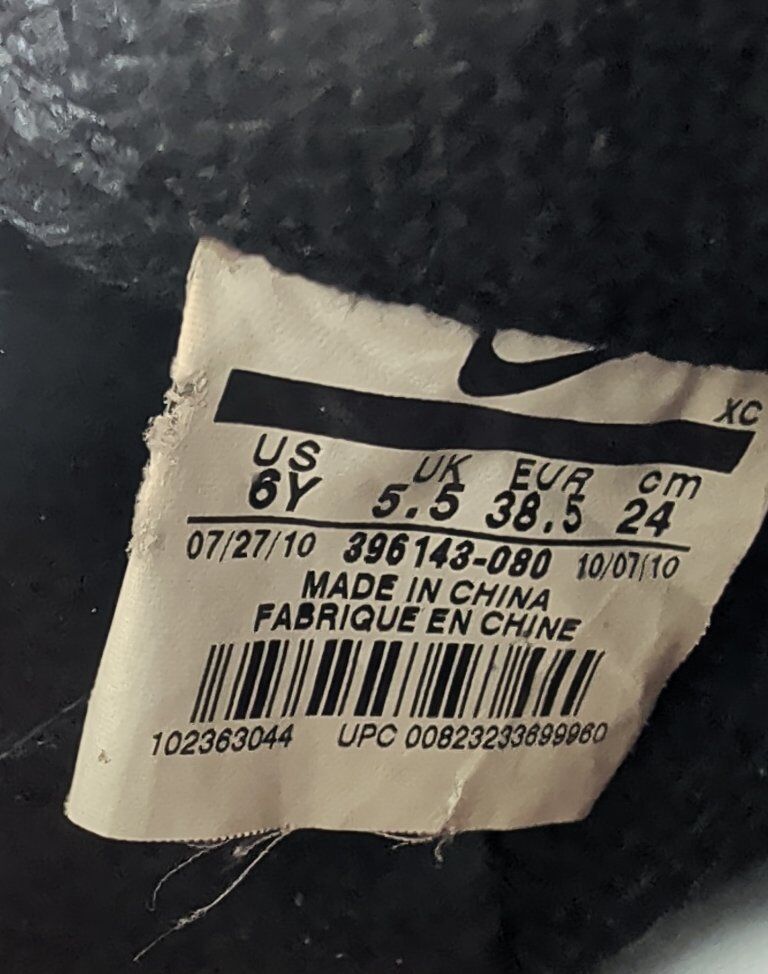 XC
US UK EUR cm
6Y 5.5 38.5 24
07/27/10 396143-080 10/07/10
MADE IN CHINA
FABRIQUE EN CHINE
102363044 UPC 00823233699960